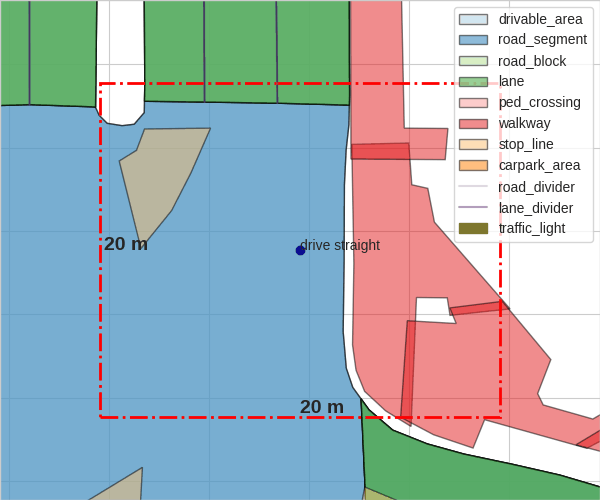 drivable_area
road_segment
road_block
lane
ped_crossing
walkway
stop_line
carpark_area
road_divider
lane_divider
traffic_light
20 m
drive straight
20 m